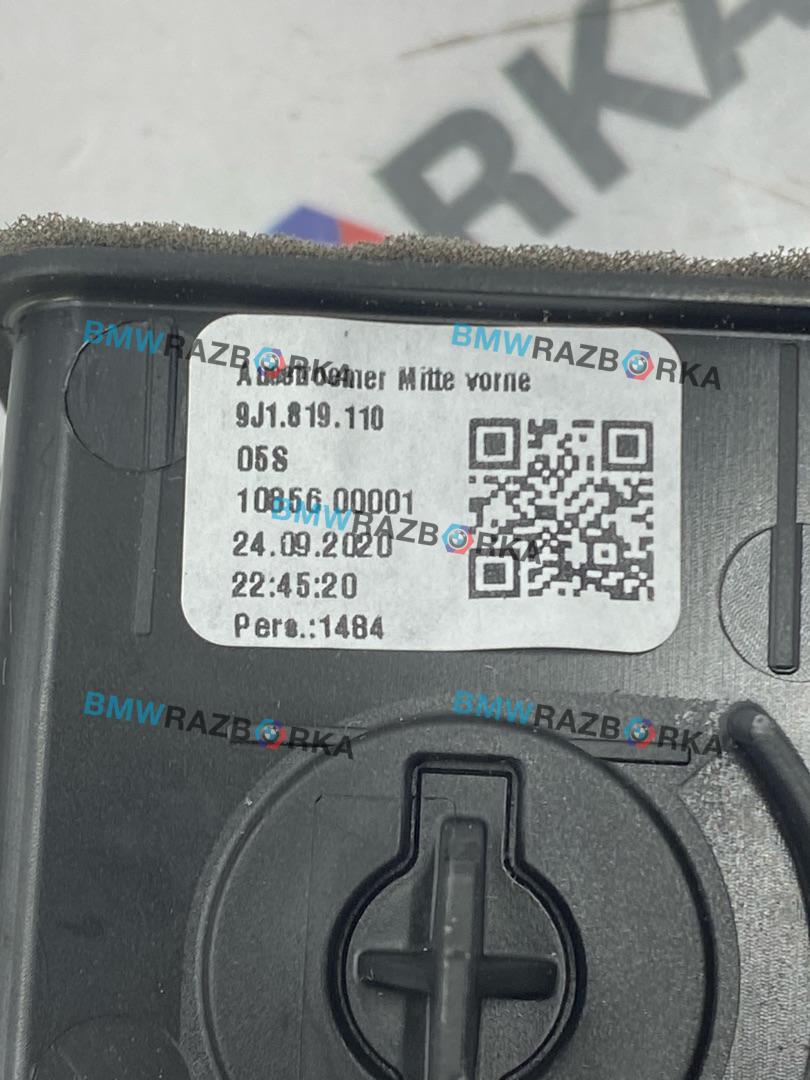 RKA
BMWRAZBORKA
BMWRAZBORKA
Mitte vorne
9J1.819.110
05S
10856.00001
BMWRAZBORKA
24.09.2020
22:45:20
Pers.:1484
BMWRAZBORKA
BMWRAZBORKA